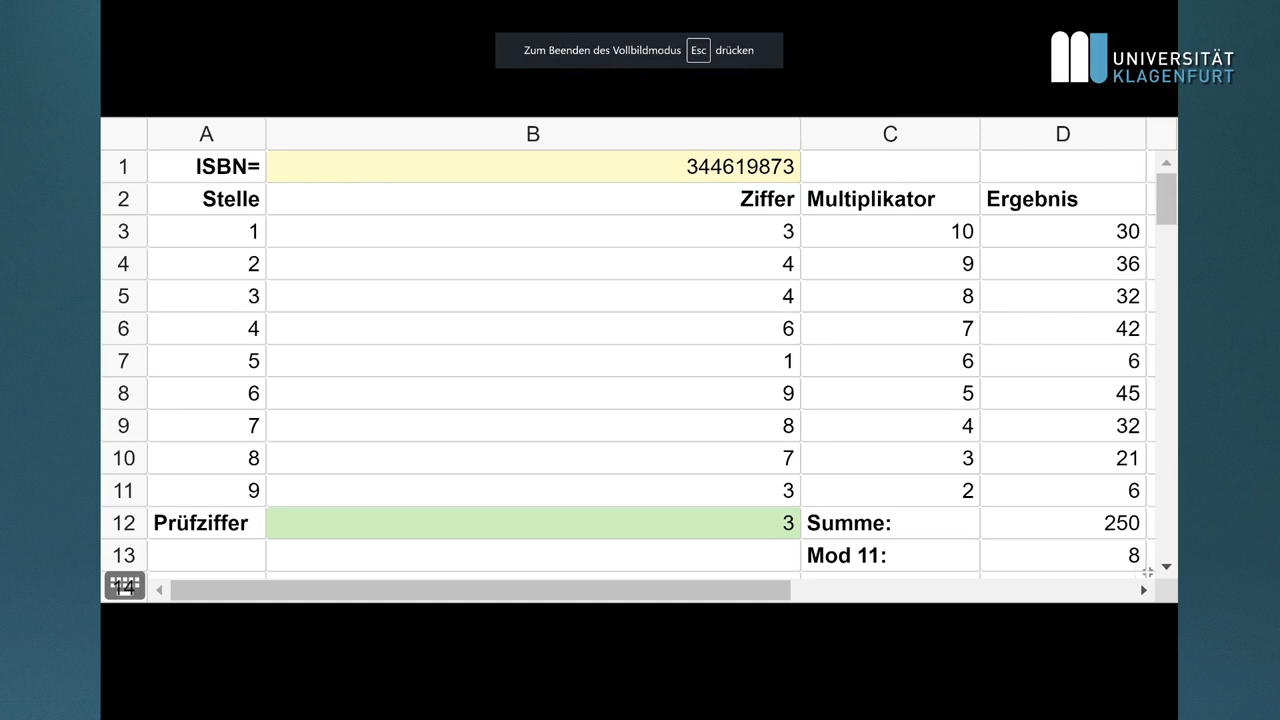 Zum Beenden des Vollbildmodus Esc drücken
UNIVERSITÄT
KLAGENFURT
A B C D
1 ISBN= 344619873
2 Stelle Ziffer Multiplikator Ergebnis
3 1 3 10 30
4 2 4 9 36
5 3 4 8 32
6 4 6 7 42
7 5 1 6 6
8 6 9 5 45
9 7 8 4 32
10 8 7 3 21
11 9 3 2 6
12 Prüfziffer 3 Summe: 250
13 Mod 11: 8
14